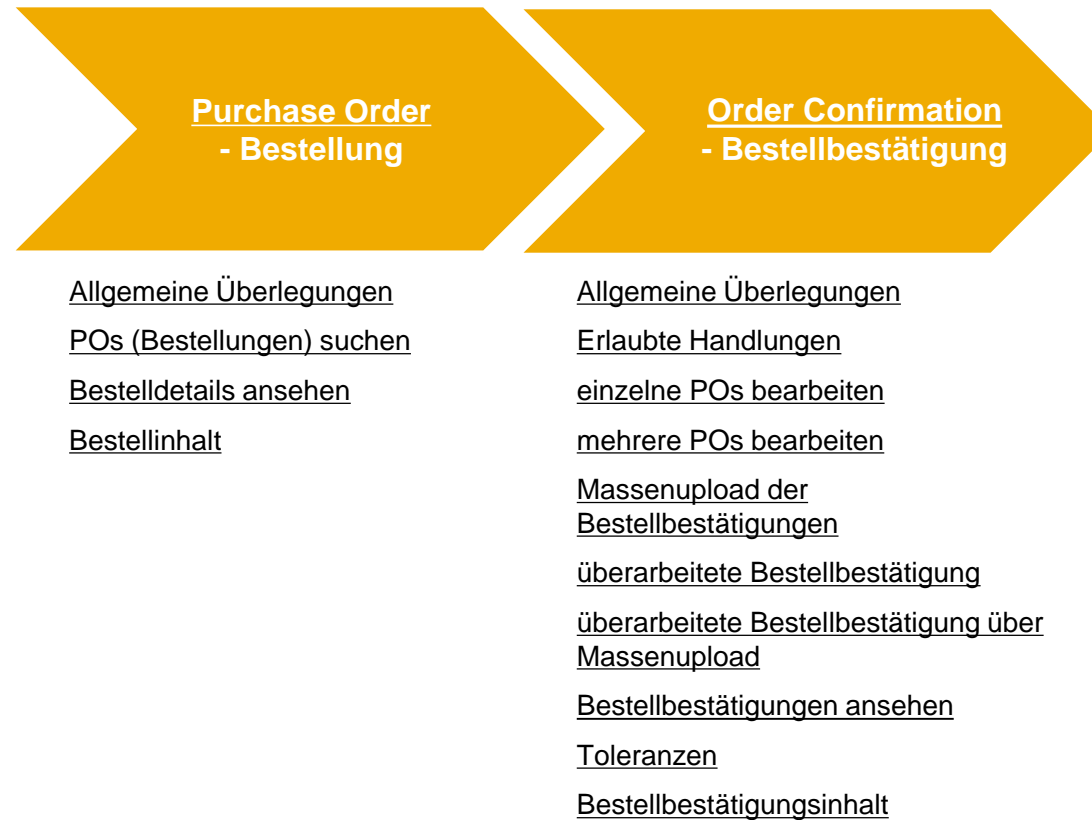 Purchase Order
- Bestellung
Order Confirmation
- Bestellbestätigung
Allgemeine Überlegungen
POs (Bestellungen) suchen
Bestelldetails ansehen
Bestellinhalt
Allgemeine Überlegungen
Erlaubte Handlungen
einzelne POs bearbeiten
mehrere POs bearbeiten
Massenupload der
Bestellbestätigungen
überarbeitete Bestellbestätigung
überarbeitete Bestellbestätigung über
Massenupload
Bestellbestätigungen ansehen
Toleranzen
Bestellbestätigungsinhalt